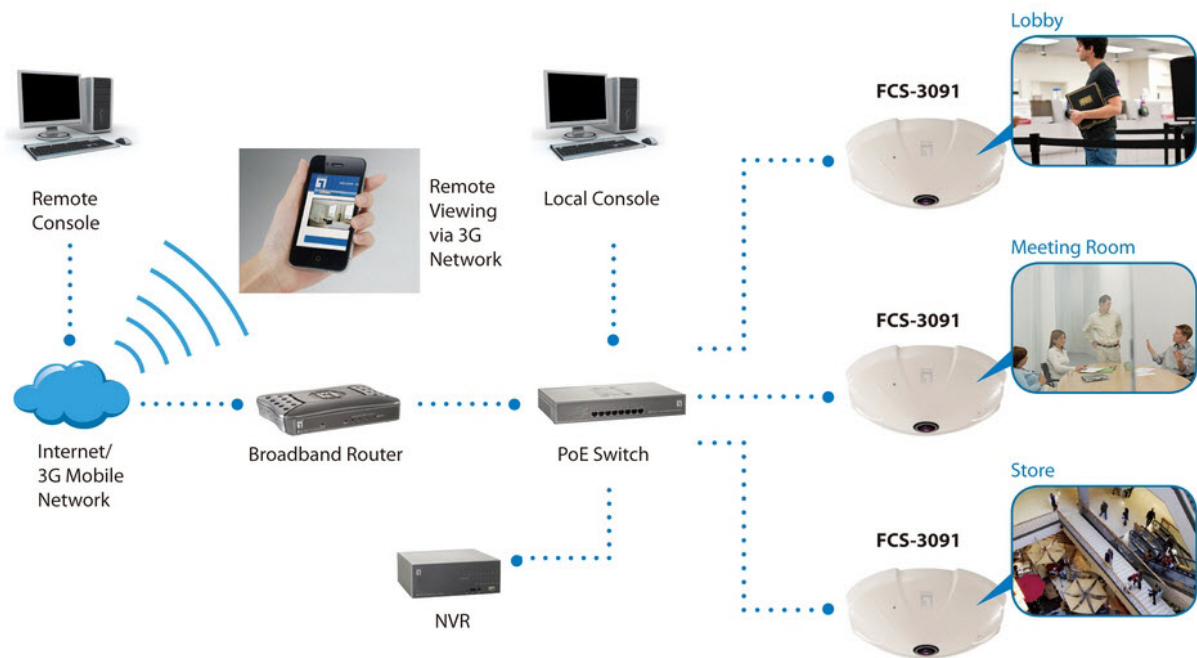 Lobby
FCS-3091
Remote
Console
Remote
Viewing
via 3G
Network
Local Console
Meeting Room
FCS-3091
Internet/
3G Mobile
Network
Broadband Router
PoE Switch
Store
FCS-3091
NVR